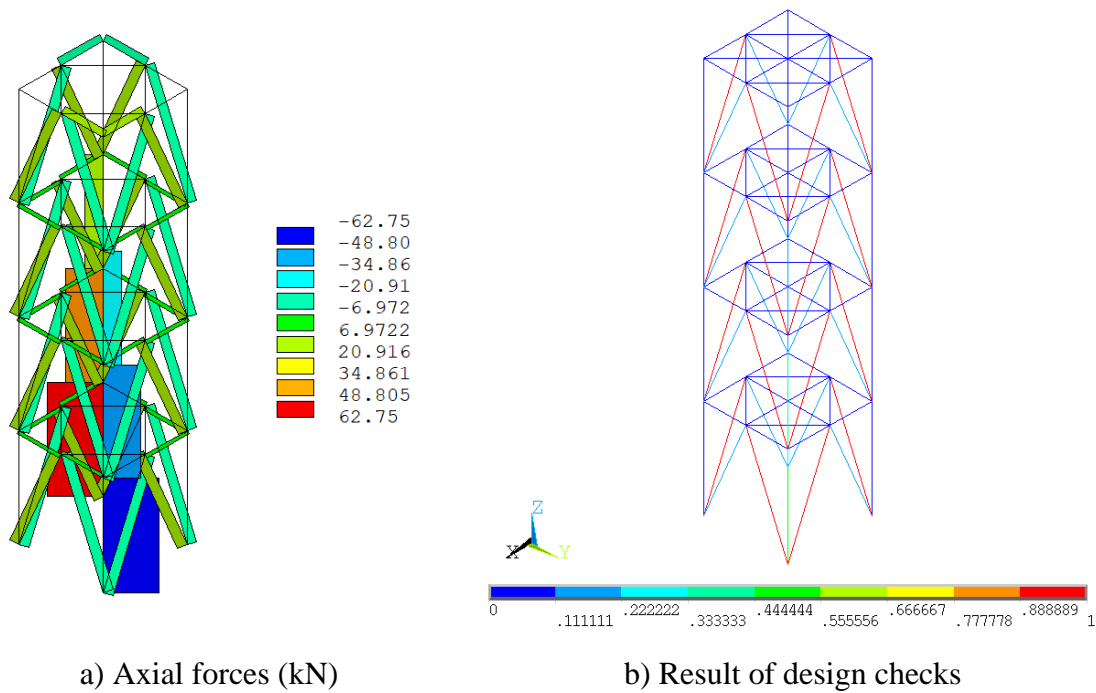 -62.75
-48.80
-34.86
-20.91
-6.972
6.9722
20.916
34.861
48.805
62.75
Z
X Y
0 .222222 .444444 .666667 .888889
.111111 .333333 .555556 .777778 1
a) Axial forces (kN) b) Result of design checks